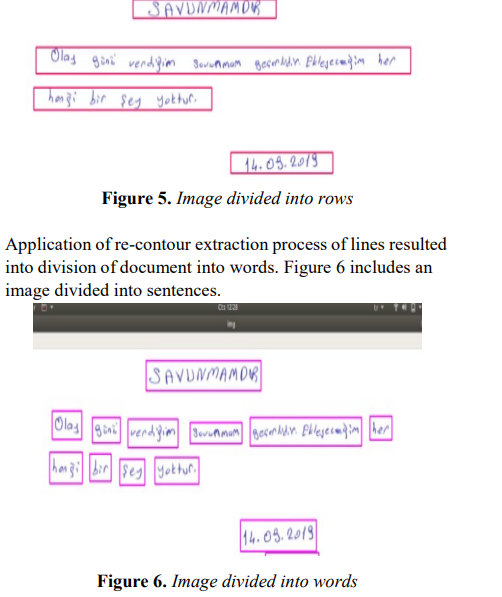 SAVUNMAMDIR
Olay günü verdiğim savunmam geçerlidir. Ekleyeceğim her
hangi bir şey yoktur.
14.03.2019
Figure 5. Image divided into rows
Application of re-contour extraction process of lines resulted
into division of document into words. Figure 6 includes an
image divided into sentences.
img
SAVUNMAMDIR
Olay günü verdiğim savunmam geçerlidir. Ekleyeceğim her
hangi bir şey yoktur.
14.03.2019
Figure 6. Image divided into words